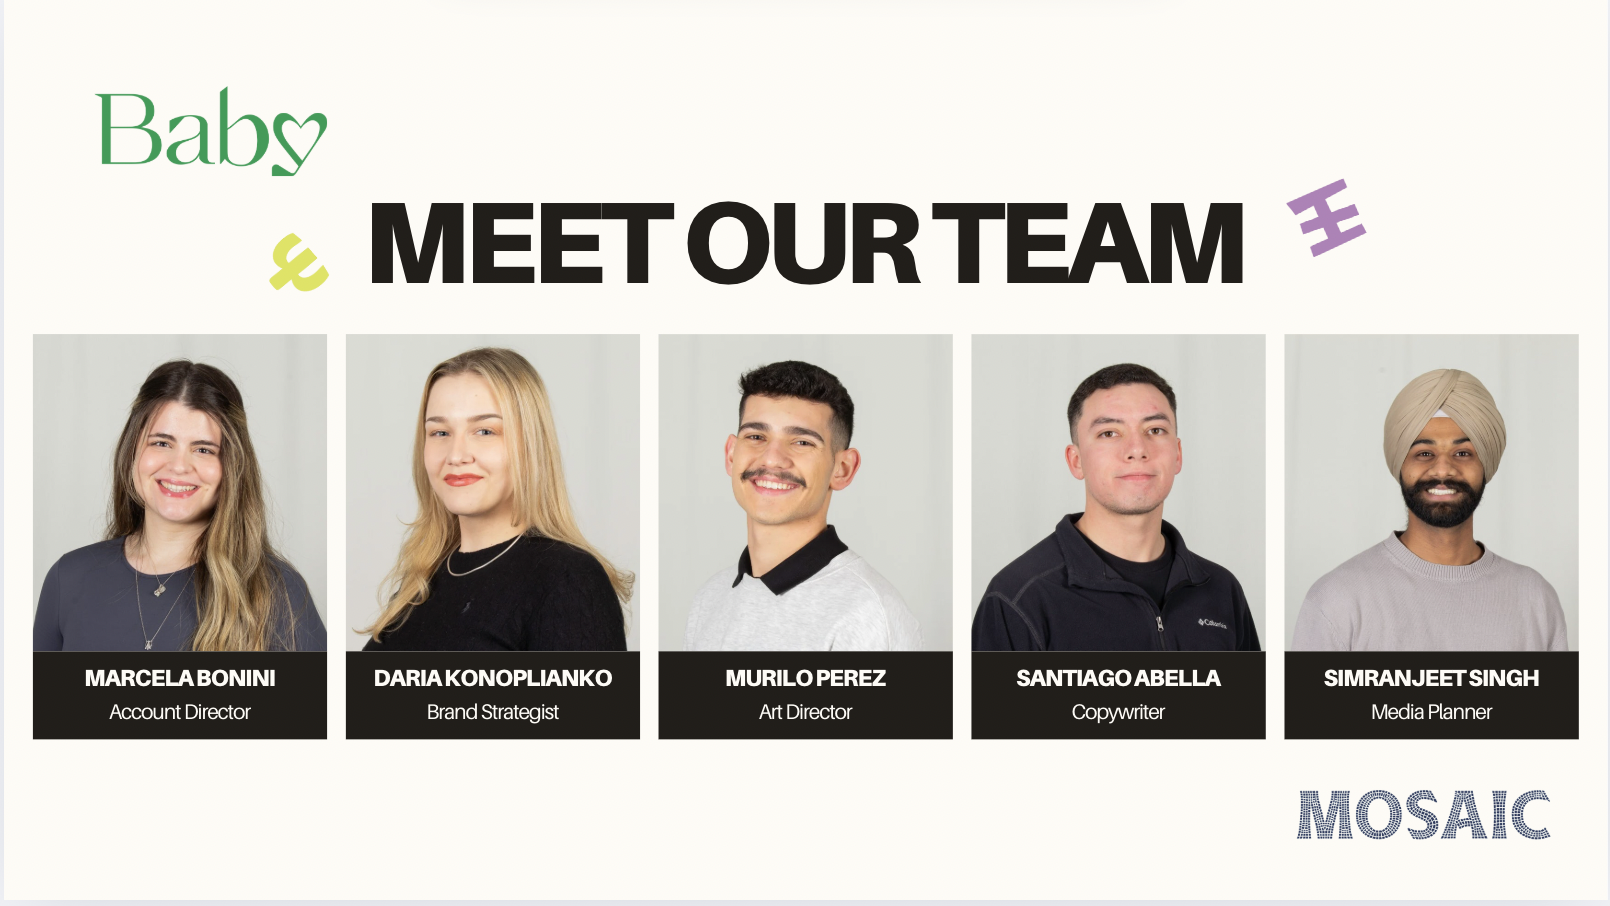 Baby
MEET OUR TEAM
MARCELA BONINI
Account Director
DARIA KONOPLIANKO
Brand Strategist
MURILO PEREZ
Art Director
Columbia
SANTIAGO ABELLA
Copywriter
SIMRANJEET SINGH
Media Planner
MOSAIC